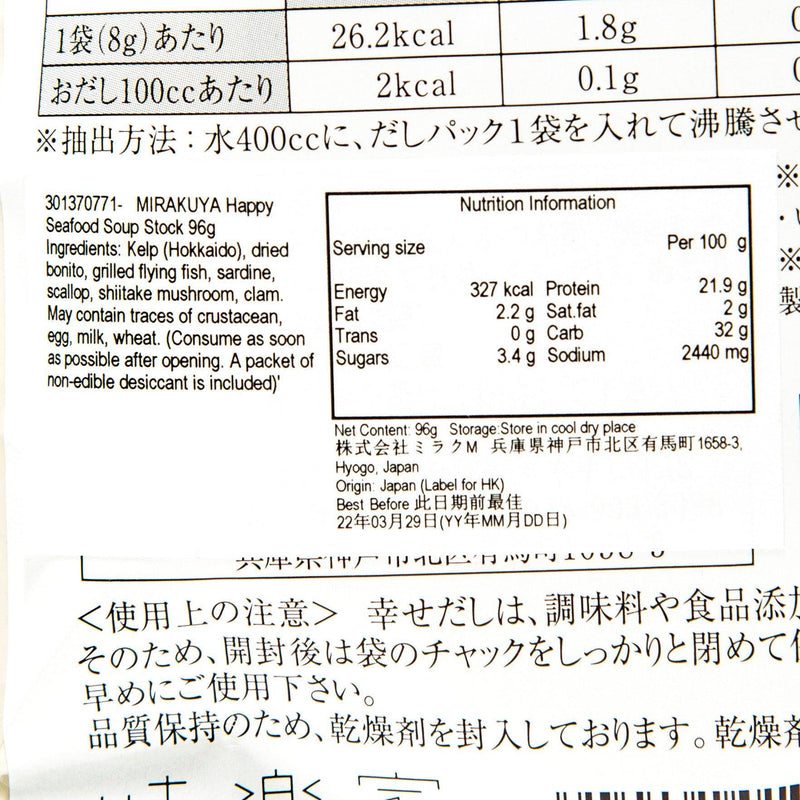 1袋(8g)あたり 26.2kcal 1.8g
おだし100ccあたり 2kcal 0.1g
※抽出方法：水400ccに、だしパック1袋を入れて沸騰させ
301370771- MIRAKUYA Happy
Seafood Soup Stock 96g
Ingredients: Kelp (Hokkaido), dried
bonito, grilled flying fish, sardine,
scallop, shiitake mushroom, clam.
May contain traces of crustacean,
egg, milk, wheat. (Consume as soon
as possible after opening. A packet of
non-edible desiccant is included)'
Nutrition Information
Serving size Per 100 g
Energy 327 kcal Protein 21.9 g
Fat 2.2 g Sat.fat 2 g
Trans 0 g Carb 32 g
Sugars 3.4 g Sodium 2440 mg
Net Content: 96g Storage:Store in cool dry place
株式会社ミラクM 兵庫県神戸市北区有馬町1658-3,
Hyogo, Japan
Origin: Japan (Label for HK)
Best Before 此日期前最佳
22年03月29日(YY年MM月DD日)
※
※
製
＜使用上の注意＞ 幸せだしは、調味料や食品添加
そのため、開封後は袋のチャックをしっかりと閉めて
早めにご使用下さい。
品質保持のため、乾燥剤を封入しております。乾燥剤